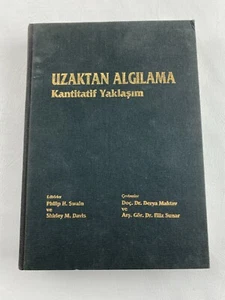 UZAKTAN ALGILAMA
Kantitatif Yaklaşım
Editörler
Philip H. Swain
ve
Shirley M. Davis
Çevirenler
Doç. Dr. Derya Maktav
ve
Arş. Gör. Dr. Filiz Sunar